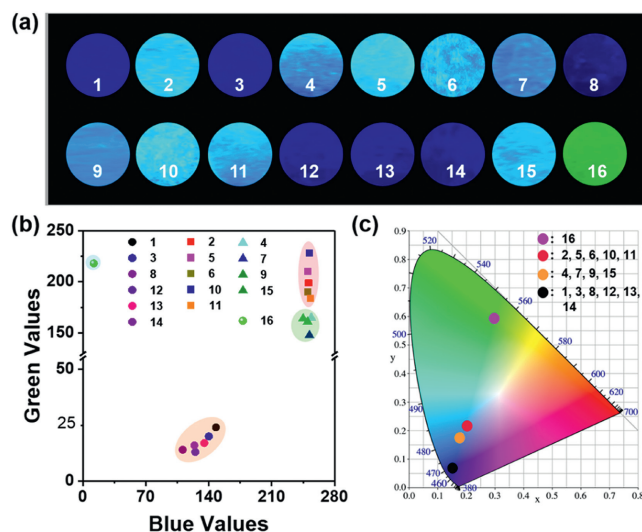 (a)
1 2 3 4 5 6 7 8
9 10 11 12 13 14 15 16
(b)
250
200
150
50
25
0
Green Values
1 2 4
3 5 7
8 6 9
12 10 15
13 11
14 16
0 70 140 210 280
Blue Values
(c)
0.9
0.8
0.7
0.6
0.5
y
0.4
0.3
0.2
0.1
0.0
520
540
560
580
600
620
700
500
490
480
470
460
380
: 16
: 2, 5, 6, 10, 11
: 4, 7, 9, 15
: 1, 3, 8, 12, 13,
14
0.0 0.1 0.2 0.3 0.4 0.5 0.6 0.7 0.8
x